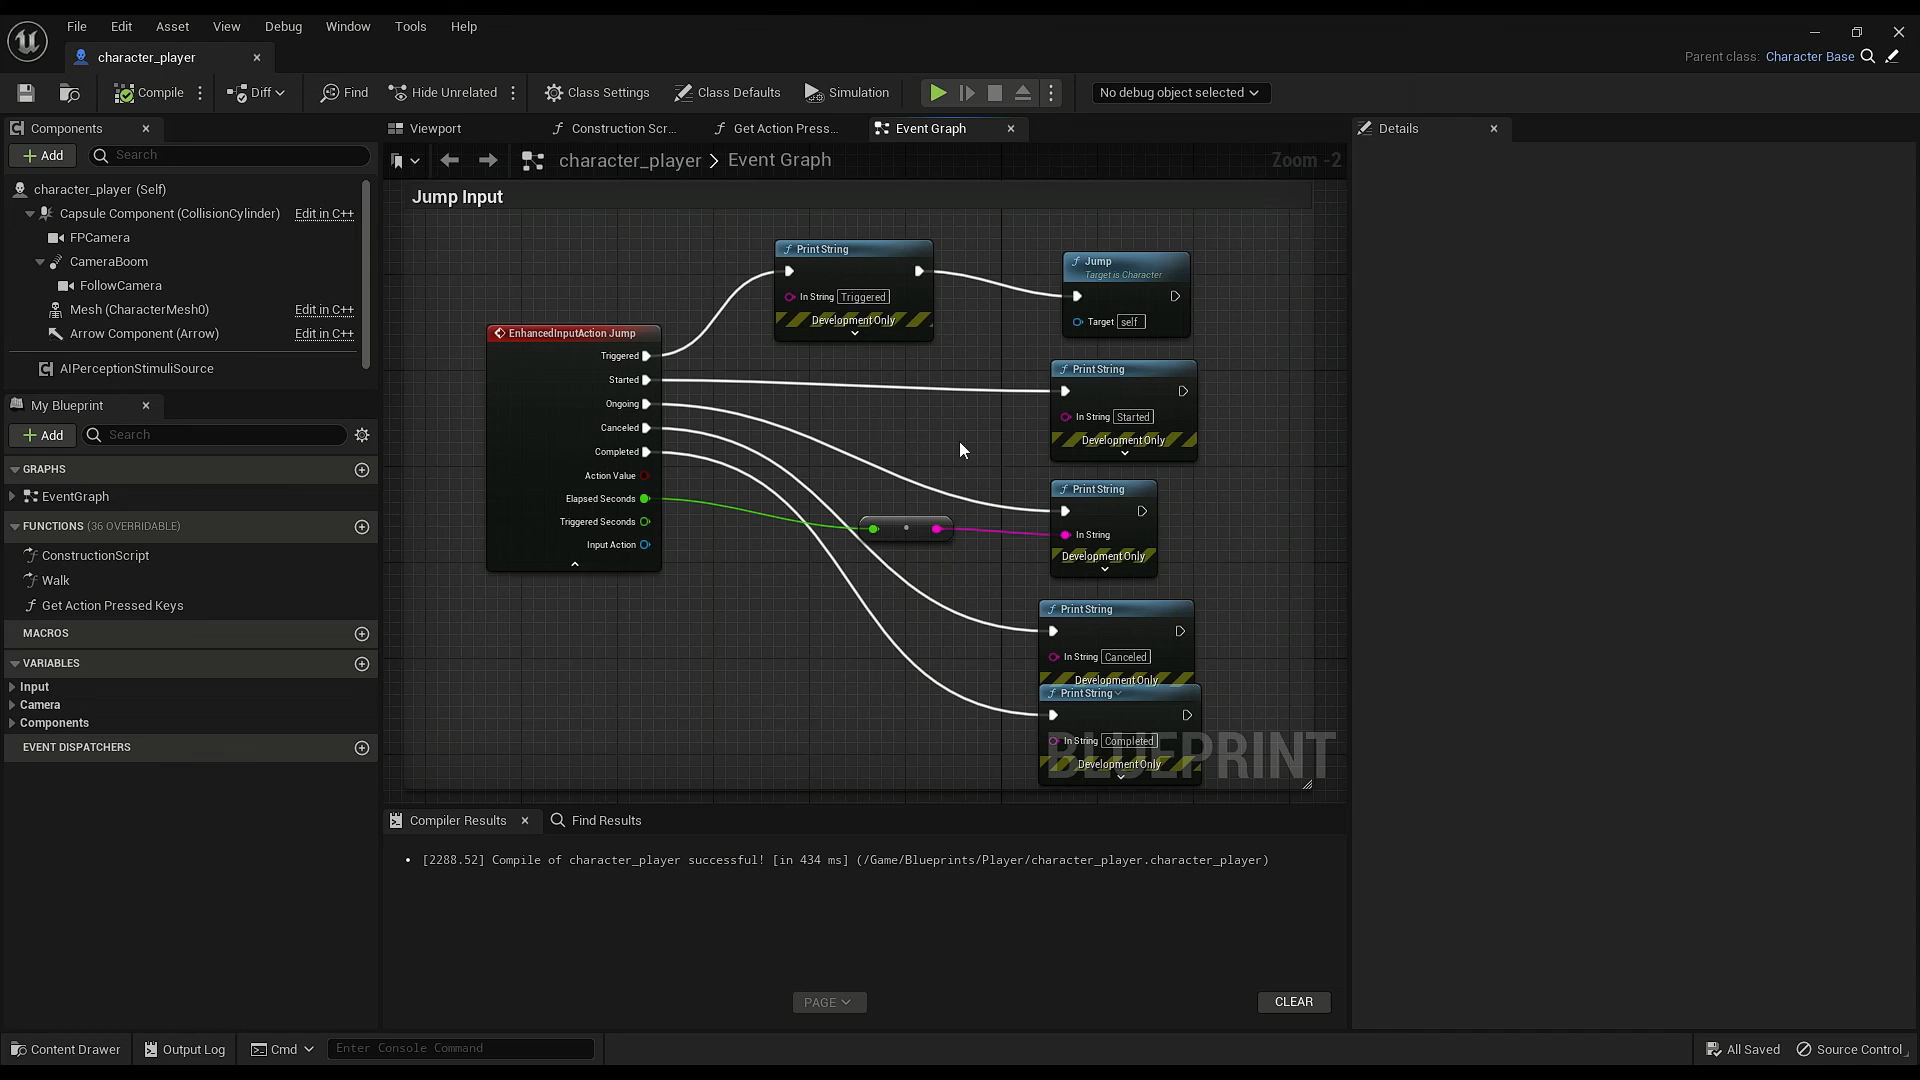 File Edit Asset View Debug Window Tools Help
character_player
Parent class: Character Base
Compile Diff Find Hide Unrelated Class Settings Class Defaults Simulation No debug object selected
Components
Viewport Construction Scr... Get Action Press... Event Graph
Details
Add Search
character_player > Event Graph
Zoom -2
character_player (Self)
Capsule Component (CollisionCylinder) Edit in C++
FPCamera
CameraBoom
FollowCamera
Mesh (CharacterMesh0) Edit in C++
Arrow Component (Arrow) Edit in C++
AIPerceptionStimuliSource
My Blueprint
Add Search
GRAPHS
EventGraph
FUNCTIONS (36 OVERRIDABLE)
ConstructionScript
Walk
Get Action Pressed Keys
MACROS
VARIABLES
Input
Camera
Components
EVENT DISPATCHERS
Jump Input
EnhancedInputAction Jump
Triggered
Started
Ongoing
Canceled
Completed
Action Value
Elapsed Seconds
Triggered Seconds
Input Action
Print String
In String Triggered
Development Only
Jump
Target is Character
Target self
Print String
In String Started
Development Only
Print String
In String
Development Only
Print String
In String Canceled
Development Only
Print String
In String Completed
Development Only
BLUEPRINT
Compiler Results Find Results
[2288.52] Compile of character_player successful! [in 434 ms] (/Game/Blueprints/Player/character_player.character_player)
PAGE
CLEAR
Content Drawer Output Log Cmd Enter Console Command
All Saved Source Control